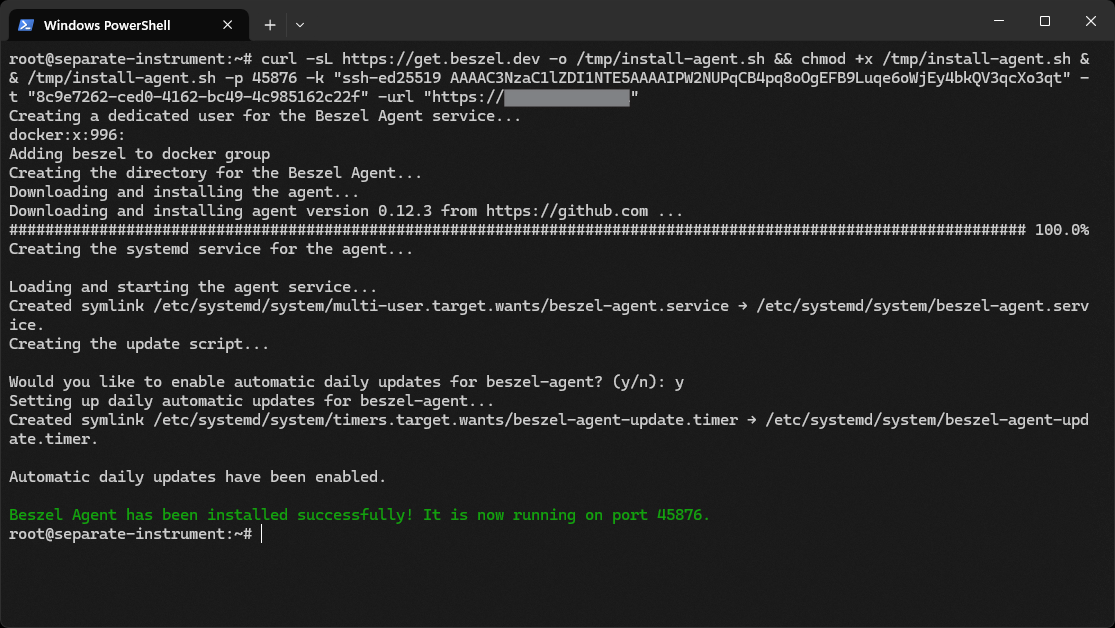 Windows PowerShell
root@separate-instrument:~# curl -sL https://get.beszel.dev -o /tmp/install-agent.sh && chmod +x /tmp/install-agent.sh &
& /tmp/install-agent.sh -p 45876 -k "ssh-ed25519 AAAAC3NzaC1lZDI1NTE5AAAAIPW2NUPqCB4pq8oOgEFB9Luqe6oWjEy4bkQV3qcXo3qt" -
t "8c9e7262-ced0-4162-bc49-4c985162c22f" -url "https://"
Creating a dedicated user for the Beszel Agent service...
docker:x:996:
Adding beszel to docker group
Creating the directory for the Beszel Agent...
Downloading and installing the agent...
Downloading and installing agent version 0.12.3 from https://github.com ...
################################################################################################################# 100.0%
Creating the systemd service for the agent...
Loading and starting the agent service...
Created symlink /etc/systemd/system/multi-user.target.wants/beszel-agent.service → /etc/systemd/system/beszel-agent.serv
ice.
Creating the update script...
Would you like to enable automatic daily updates for beszel-agent? (y/n): y
Setting up daily automatic updates for beszel-agent...
Created symlink /etc/systemd/system/timers.target.wants/beszel-agent-update.timer → /etc/systemd/system/beszel-agent-upd
ate.timer.
Automatic daily updates have been enabled.
Beszel Agent has been installed successfully! It is now running on port 45876.
root@separate-instrument:~#